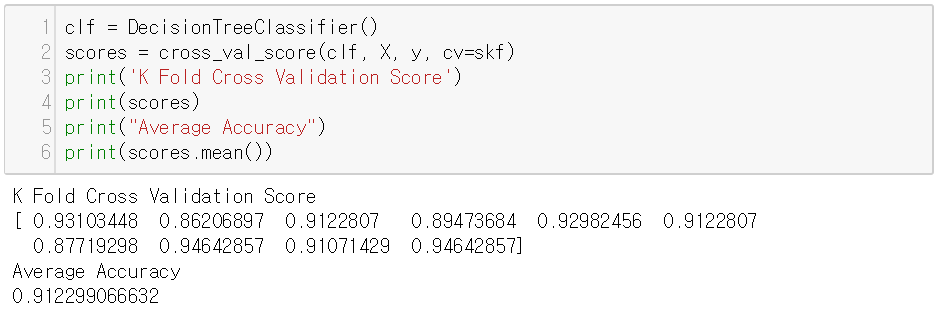 1 clf = DecisionTreeClassifier()
2 scores = cross_val_score(clf, X, y, cv=skf)
3 print('K Fold Cross Validation Score')
4 print(scores)
5 print("Average Accuracy")
6 print(scores.mean())
K Fold Cross Validation Score
[ 0.93103448 0.86206897 0.9122807 0.89473684 0.92982456 0.9122807
0.87719298 0.94642857 0.91071429 0.94642857]
Average Accuracy
0.912299066632